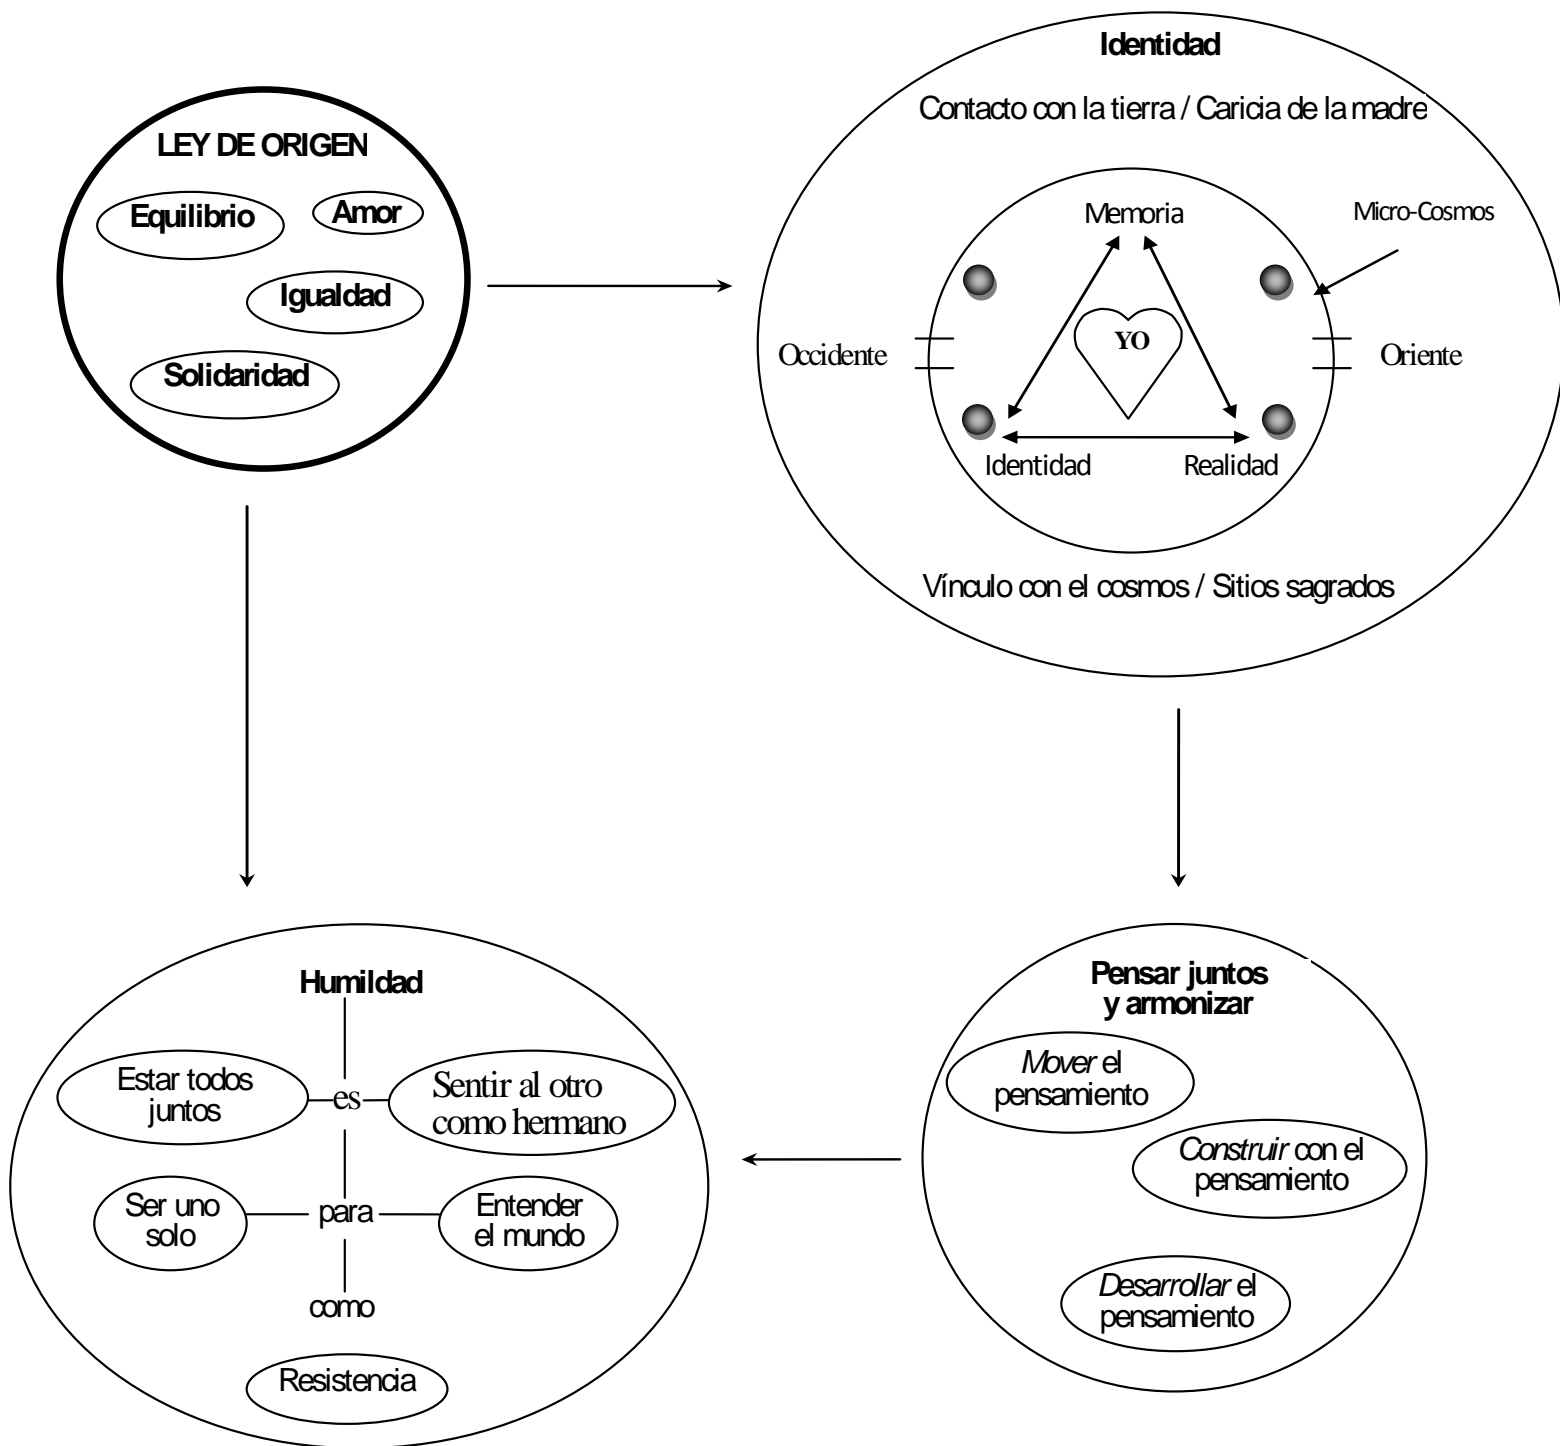 LEY DE ORIGEN
Equilibrio
Amor
Igualdad
Solidaridad
Identidad
Contacto con la tierra / Caricia de la madre
Memoria
Micro-Cosmos
YO
Occidente
Oriente
Identidad
Realidad
Vínculo con el cosmos / Sitios sagrados
Humildad
Estar todos
juntos
es
Sentir al otro
como hermano
Ser uno
solo
para
Entender
el mundo
como
Resistencia
Pensar juntos
y armonizar
Mover el
pensamiento
Construir con el
pensamiento
Desarrollar el
pensamiento